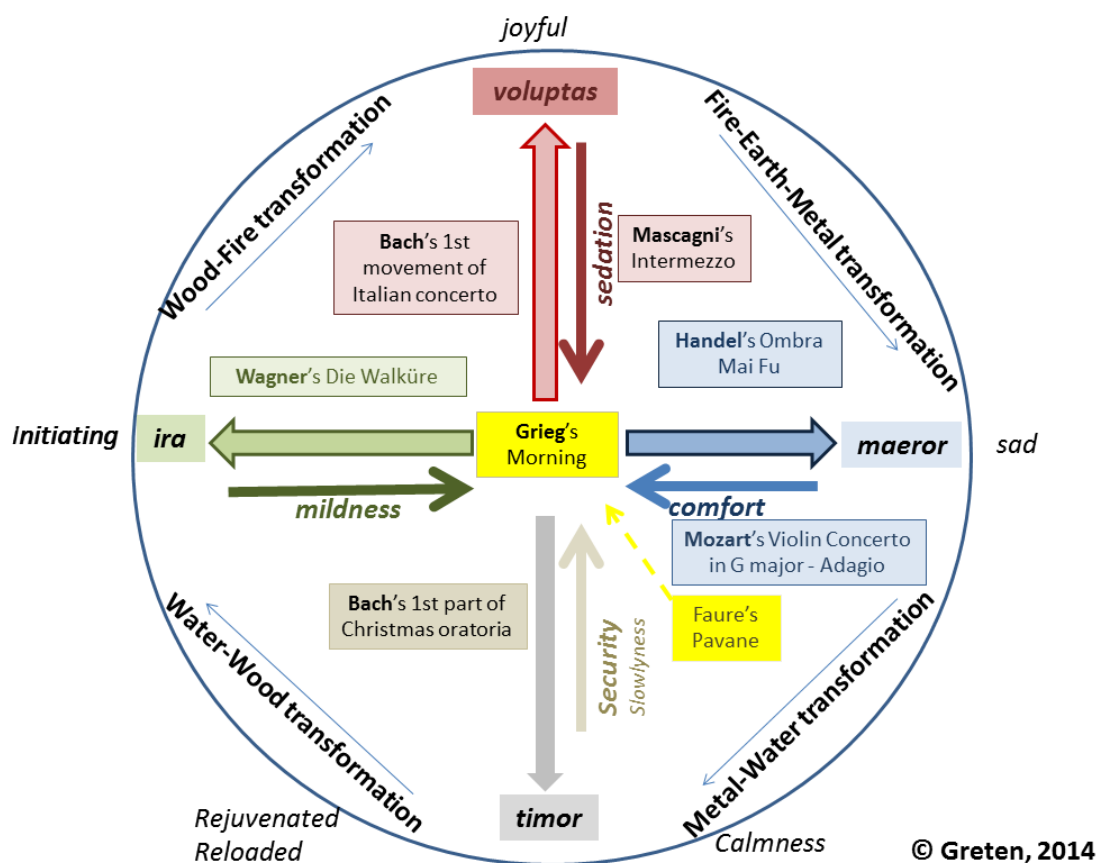 joyful
voluptas
Wood-Fire transformation
Fire-Earth-Metal transformation
Bach's 1st
movement of
Italian concerto
sedation
Mascagni's
Intermezzo
Handel's Ombra
Mai Fu
Wagner's Die Walküre
Initiating
ira
Grieg's
Morning
maeror
sad
mildness
comfort
Mozart's Violin Concerto
in G major - Adagio
Bach's 1st part of
Christmas oratoria
Security
Slowlyness
Faure's
Pavane
Water-Wood transformation
Metal-Water transformation
timor
Rejuvenated
Reloaded
Calmness
© Greten, 2014